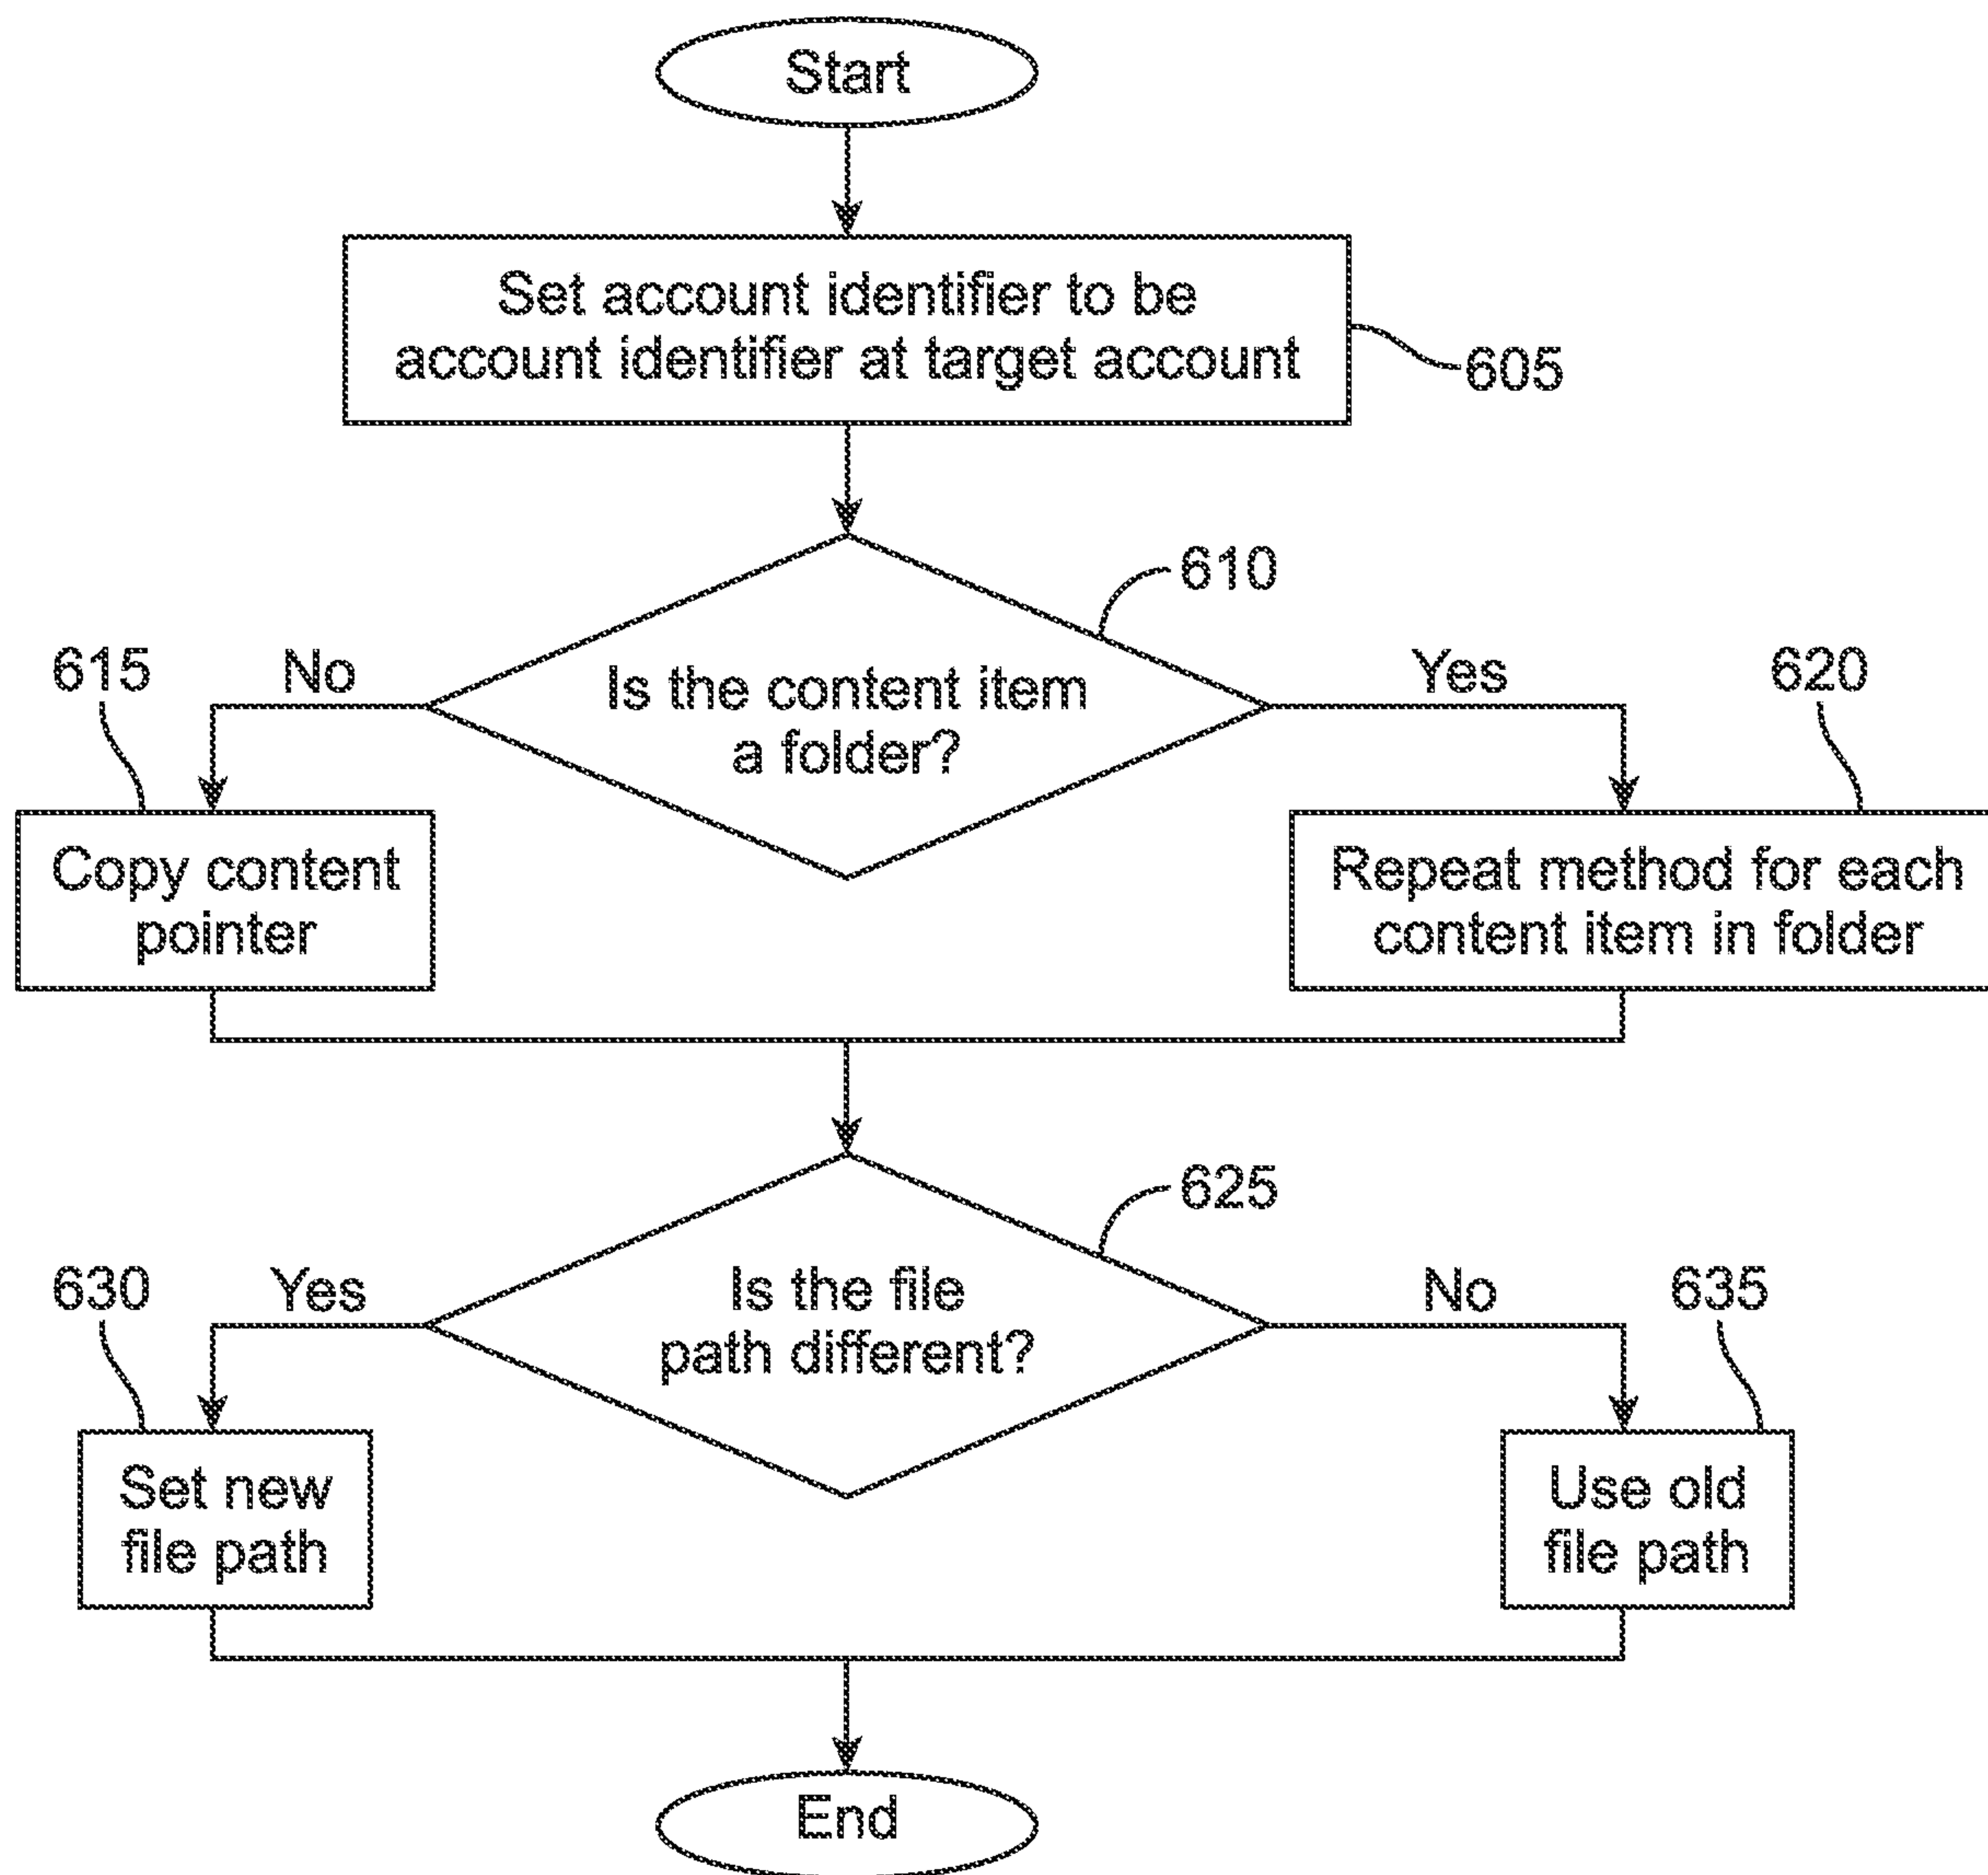 Start
Set account identifier to be
account identifier at target account
605
610
Is the content item
a folder?
No
Yes
615
620
Copy content
pointer
Repeat method for each
content item in folder
625
Is the file
path different?
Yes
No
630
635
Set new
file path
Use old
file path
End